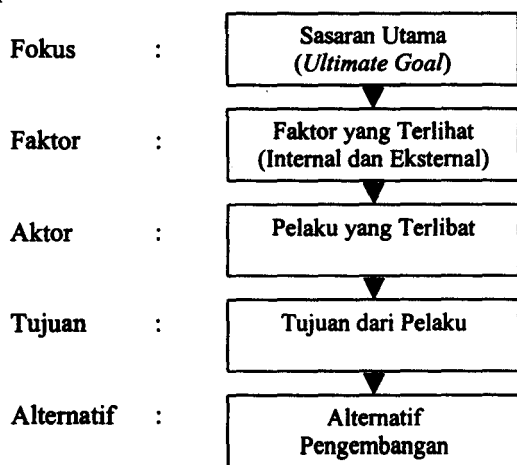 Fokus : Sasaran Utama
(Ultimate Goal)
Faktor : Faktor yang Terlihat
(Internal dan Eksternal)
Aktor : Pelaku yang Terlibat
Tujuan : Tujuan dari Pelaku
Alternatif : Alternatif
Pengembangan